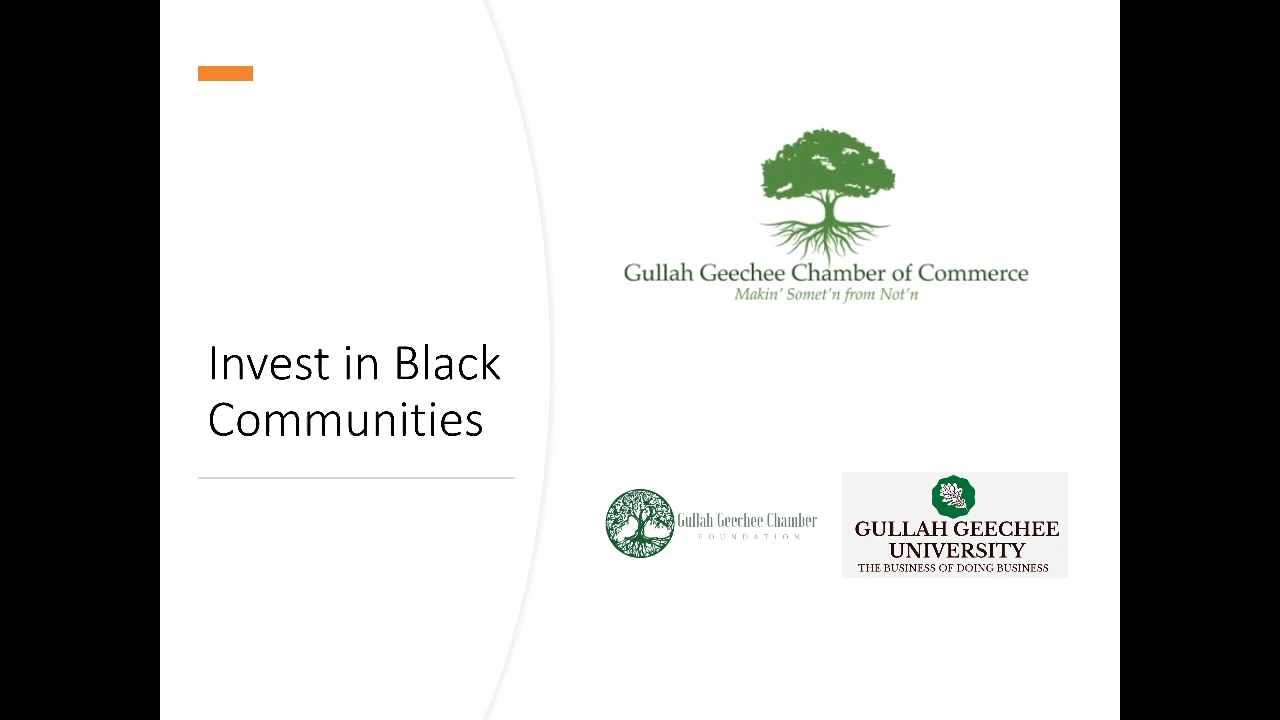 Invest in Black
Communities
Gullah Geechee Chamber of Commerce
Makin' Somet'n from Not'n
Gullah Geechee Chamber
FOUNDATION
GULLAH GEECHEE
UNIVERSITY
THE BUSINESS OF DOING BUSINESS